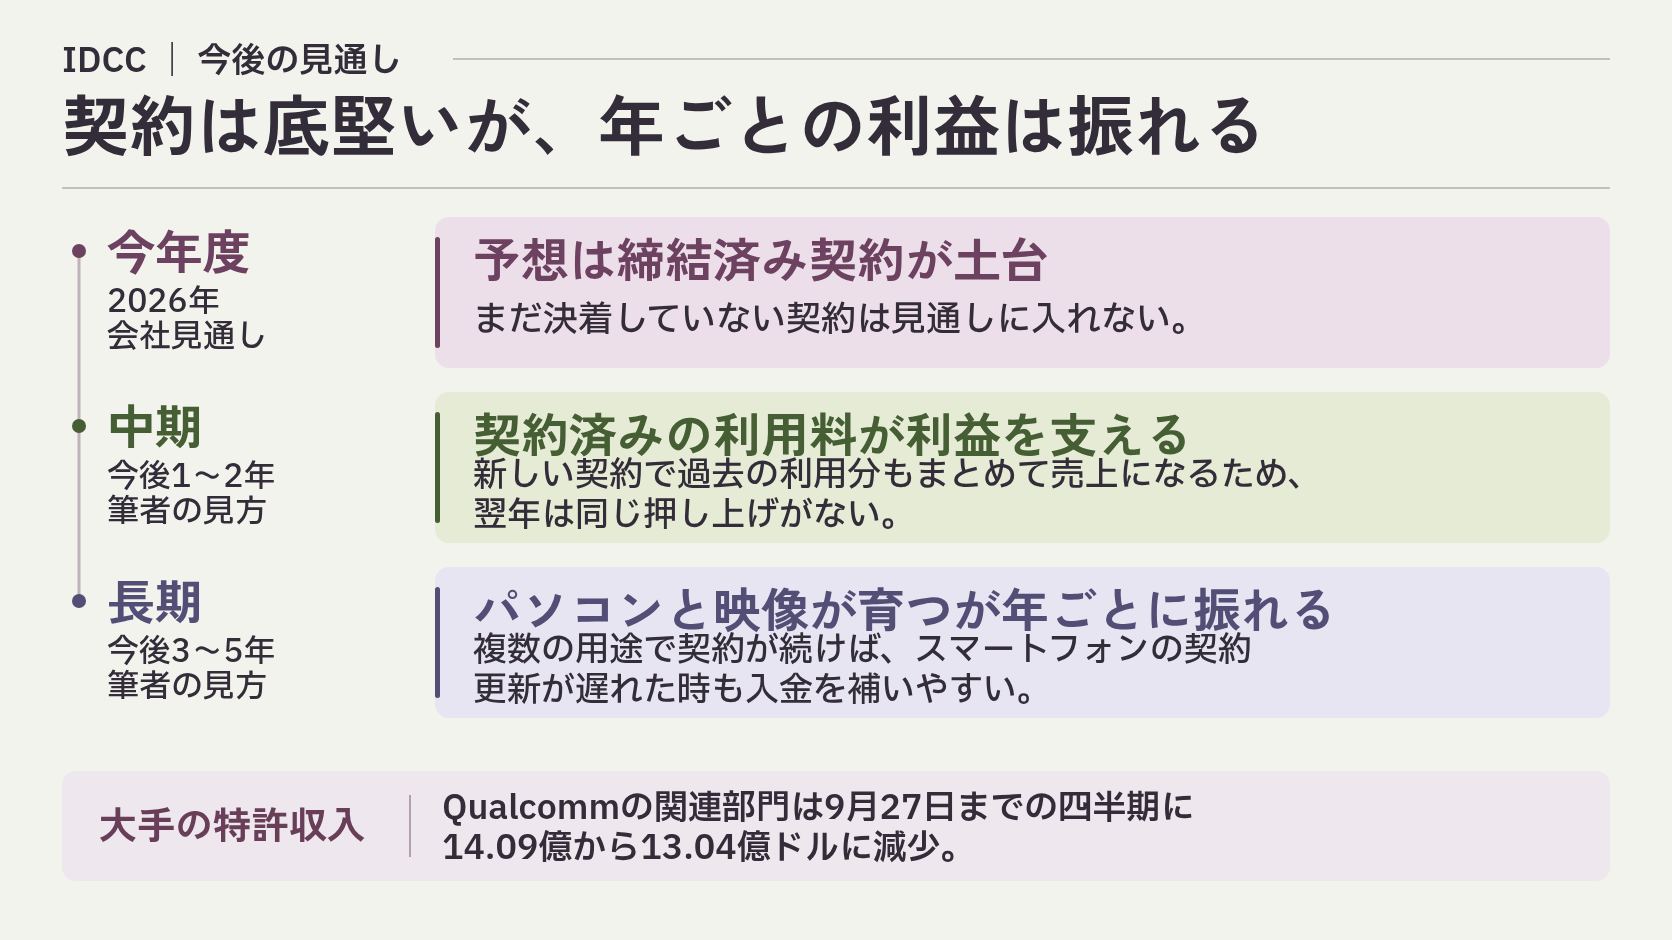 IDCC ｜ 今後の見通し
契約は底堅いが、年ごとの利益は振れる
今年度
2026年
会社見通し
予想は締結済み契約が土台
まだ決着していない契約は見通しに入れない。
中期
今後1〜2年
筆者の見方
契約済みの利用料が利益を支える
新しい契約で過去の利用分もまとめて売上になるため、
翌年は同じ押し上げがない。
長期
今後3〜5年
筆者の見方
パソコンと映像が育つが年ごとに振れる
複数の用途で契約が続けば、スマートフォンの契約
更新が遅れた時も入金を補いやすい。
大手の特許収入
Qualcommの関連部門は9月27日までの四半期に
14.09億から13.04億ドルに減少。